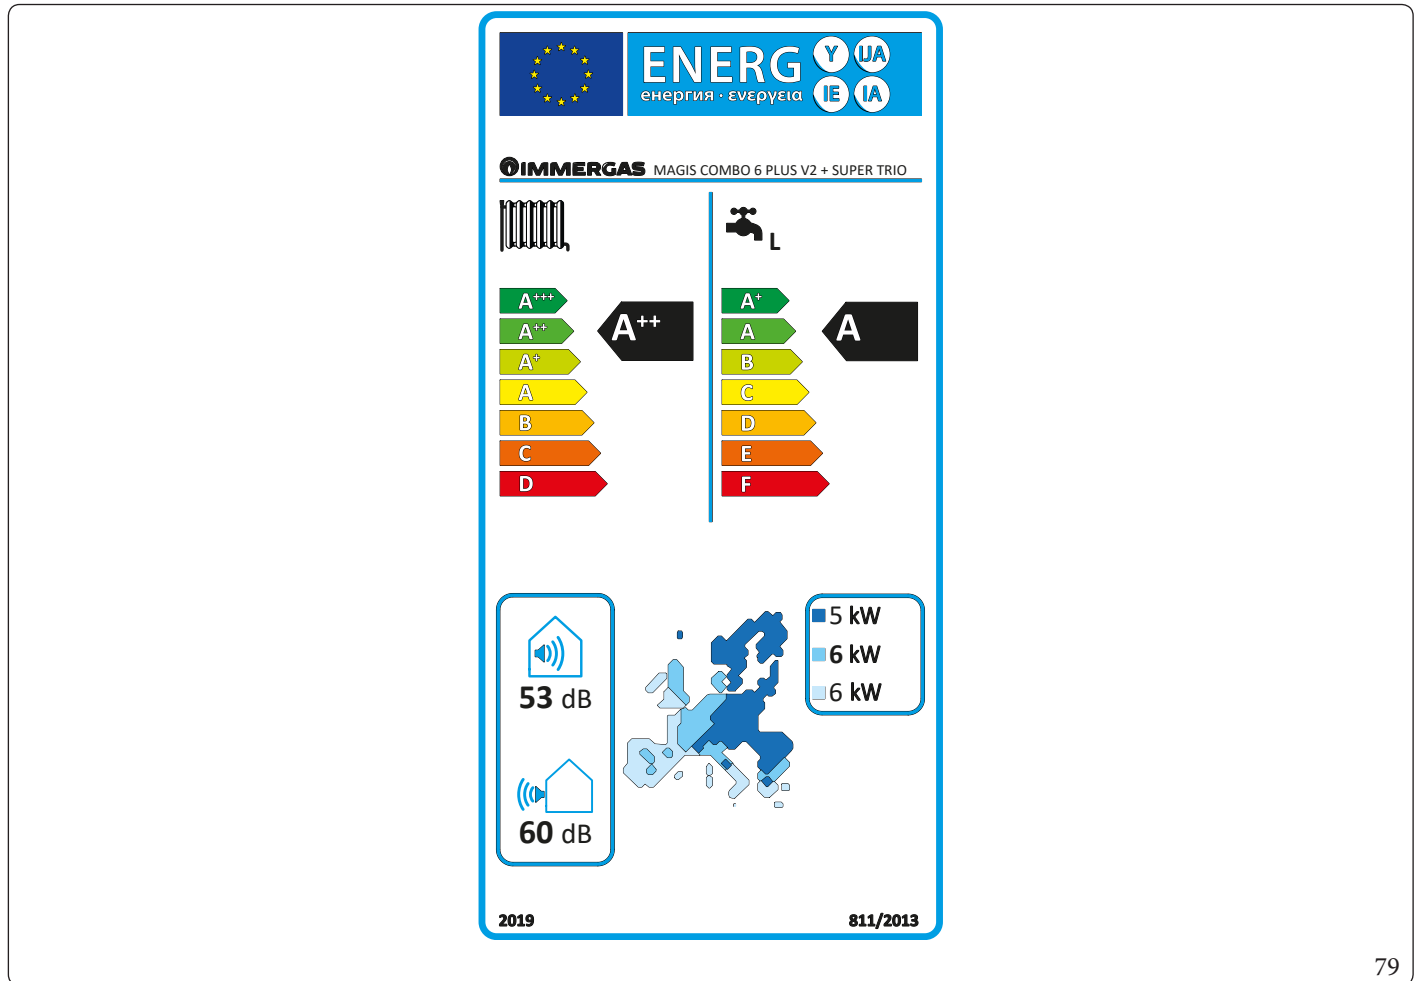 ENERG Y IJA
енергия · ενεργεια IE IA
IMMERGAS MAGIS COMBO 6 PLUS V2 + SUPER TRIO
L
A+++
A++
A+
A
B
C
D
A++
A+
A
B
C
D
E
F
A
53 dB
60 dB
5 kW
6 kW
6 kW
2019 811/2013
79